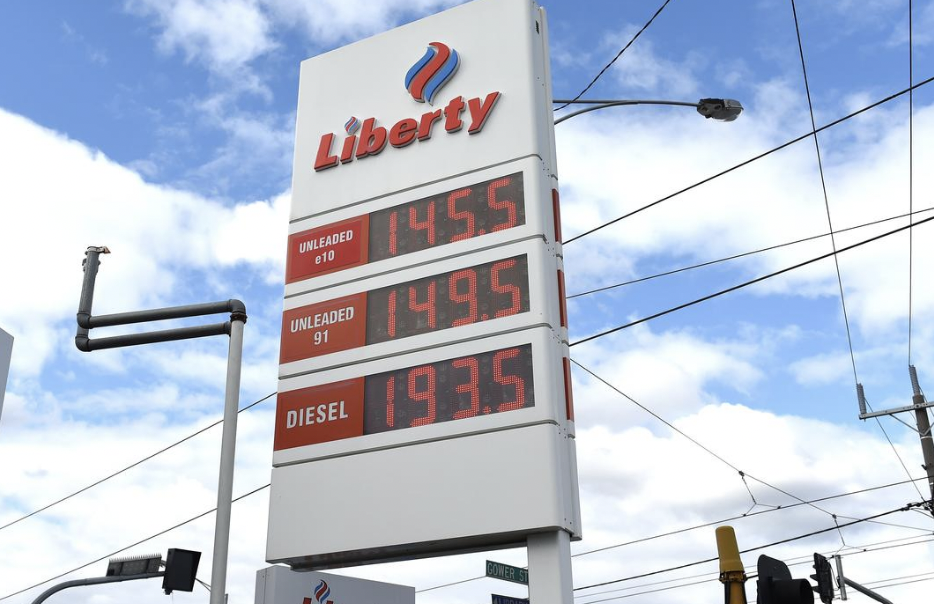 Liberty
UNLEADED
e10
145.5
UNLEADED
91
149.5
DIESEL
193.5
GOWER ST